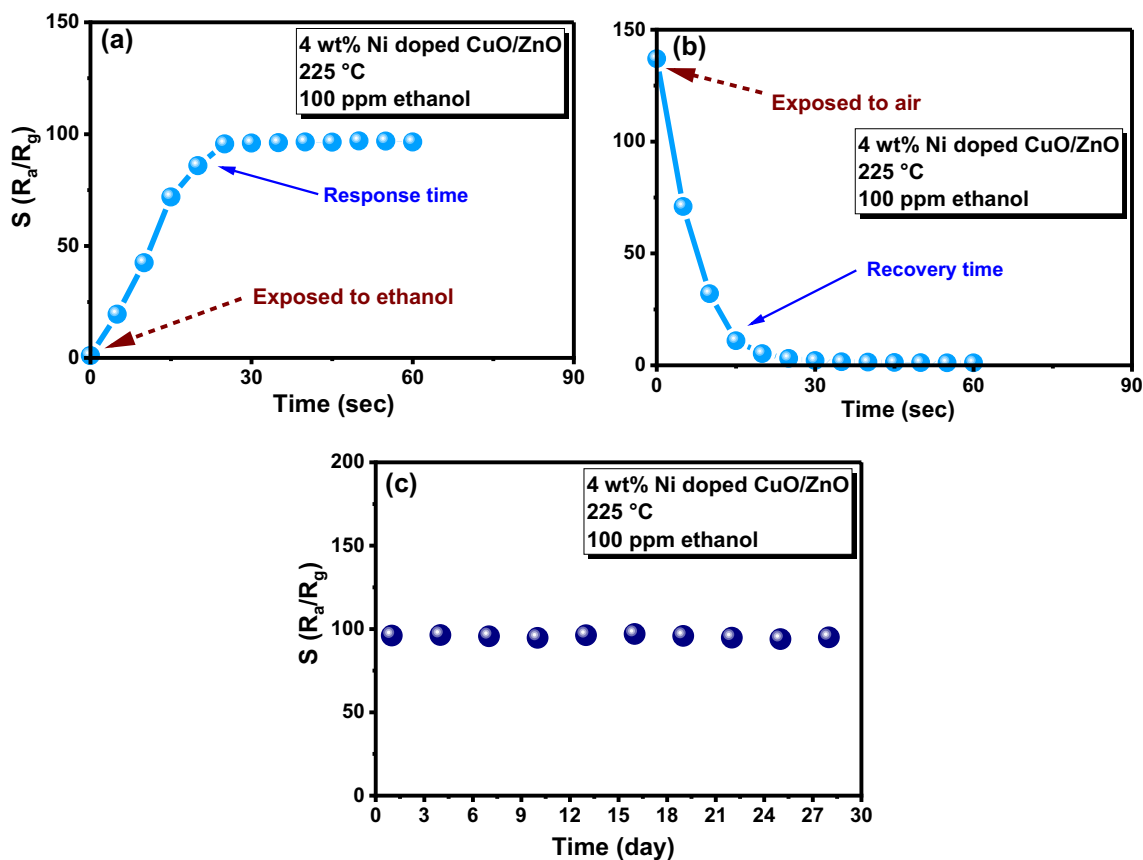 (a)
4 wt% Ni doped CuO/ZnO
225 °C
100 ppm ethanol
150
100
50
0
S (Ra/Rg)
Response time
Exposed to ethanol
0 30 60 90
Time (sec)
(b)
Exposed to air
4 wt% Ni doped CuO/ZnO
225 °C
100 ppm ethanol
Recovery time
150
100
50
0
0 30 60 90
Time (sec)
(c)
4 wt% Ni doped CuO/ZnO
225 °C
100 ppm ethanol
200
150
100
50
0
S (Ra/Rg)
0 3 6 9 12 15 18 21 24 27 30
Time (day)